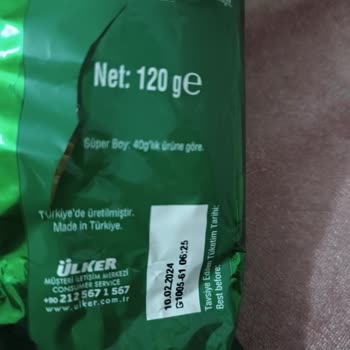 Net: 120 g℮
Süper Boy: 40g'lık ürüne göre.
Türkiye'de üretilmiştir.
Made in Türkiye.
ÜLKER
MÜŞTERİ İLETİŞİM MERKEZİ
CONSUMER SERVICE
+90 212 567 1 567
www.ulker.com.tr
Tavsiye Edilen Tüketim Tarihi:
Best before:
10.02.2024
G1005-61 06:25